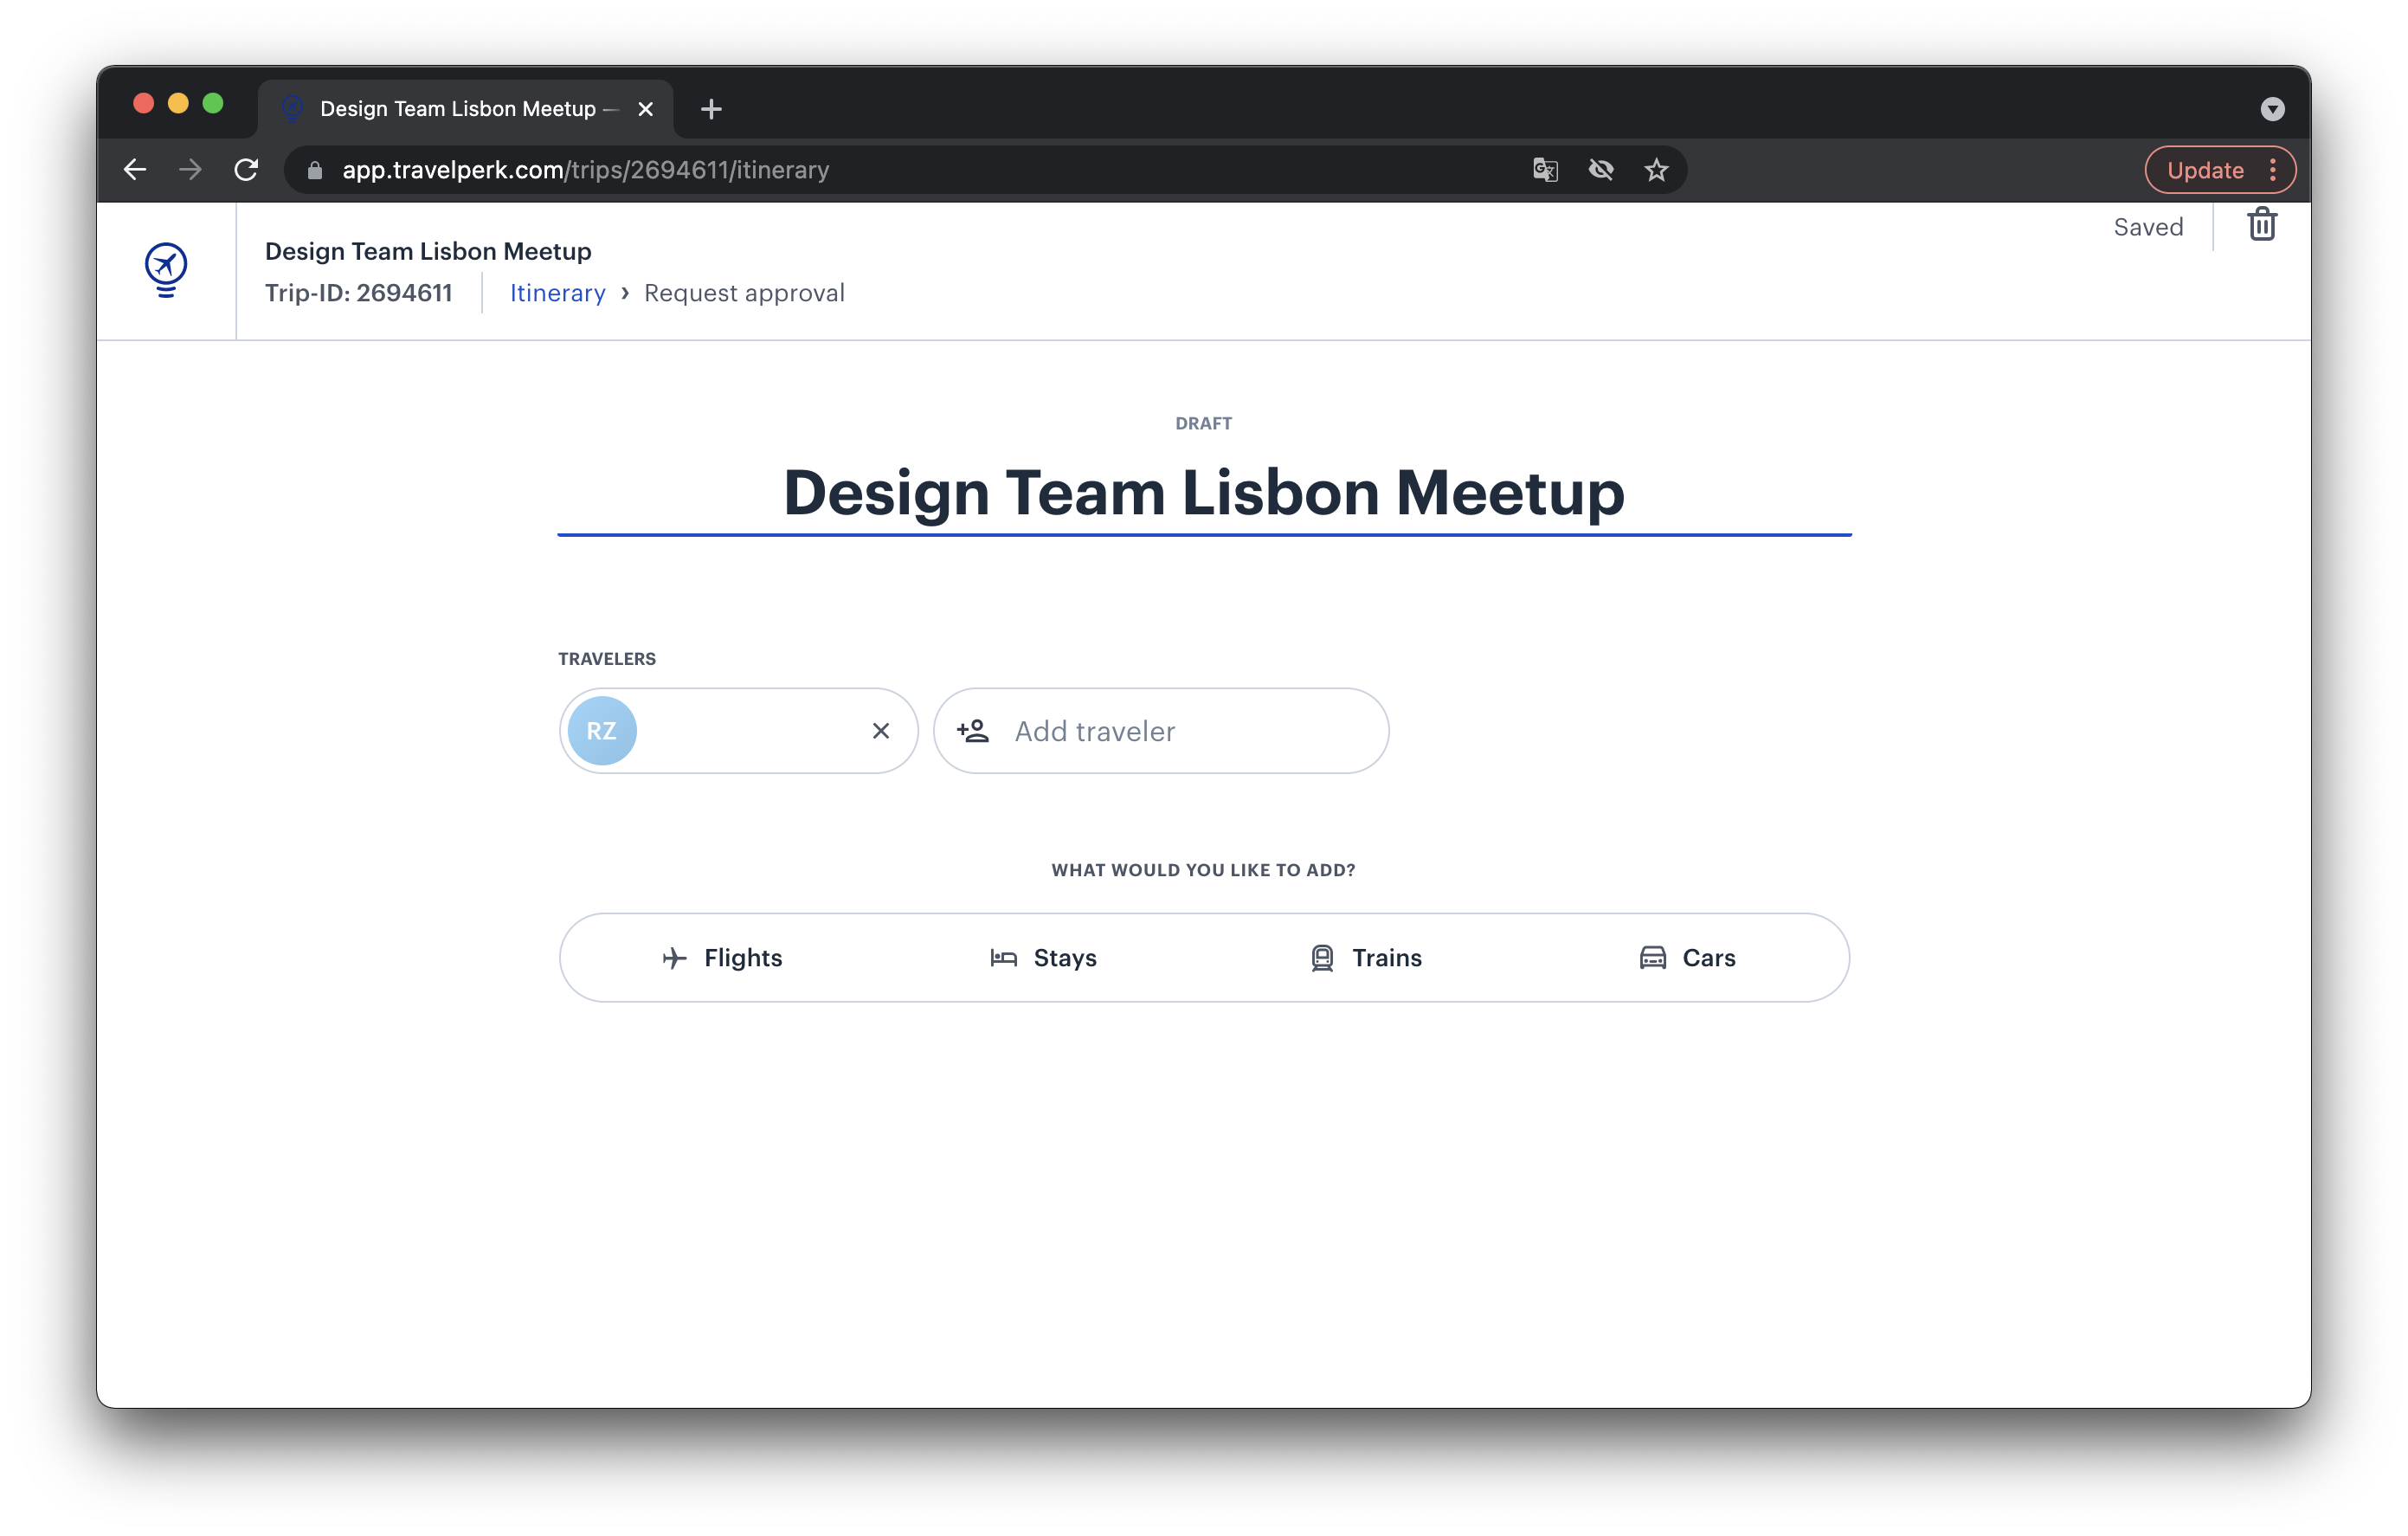 Design Team Lisbon Meetup —
app.travelperk.com/trips/2694611/itinerary
Update
Saved
Design Team Lisbon Meetup
Trip-ID: 2694611
Itinerary › Request approval
DRAFT
Design Team Lisbon Meetup
TRAVELERS
RZ
Add traveler
WHAT WOULD YOU LIKE TO ADD?
Flights Stays Trains Cars